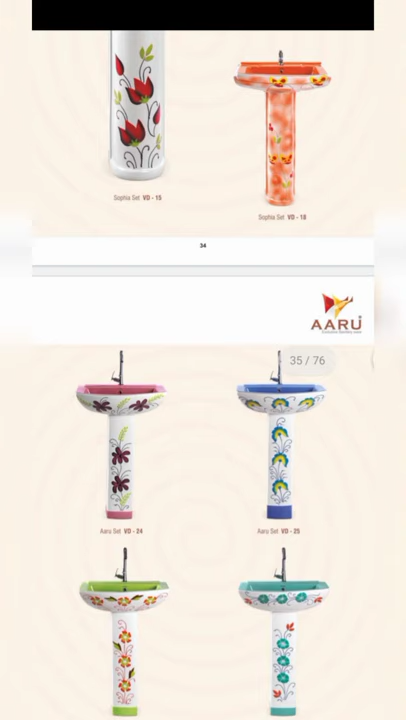 Sophia Set VD - 15
Sophia Set VD - 18
34
AARU
35 / 76
Aaru Set VD - 24
Aaru Set VD - 25